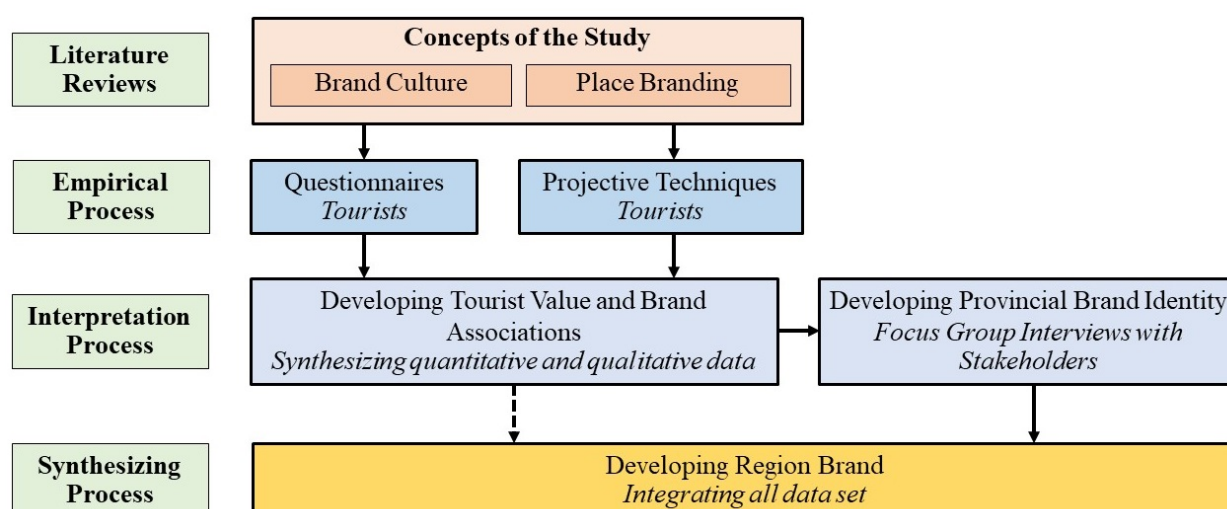 Literature
Reviews
Concepts of the Study
Brand Culture
Place Branding
Empirical
Process
Questionnaires
Tourists
Projective Techniques
Tourists
Interpretation
Process
Developing Tourist Value and Brand
Associations
Synthesizing quantitative and qualitative data
Developing Provincial Brand Identity
Focus Group Interviews with
Stakeholders
Synthesizing
Process
Developing Region Brand
Integrating all data set